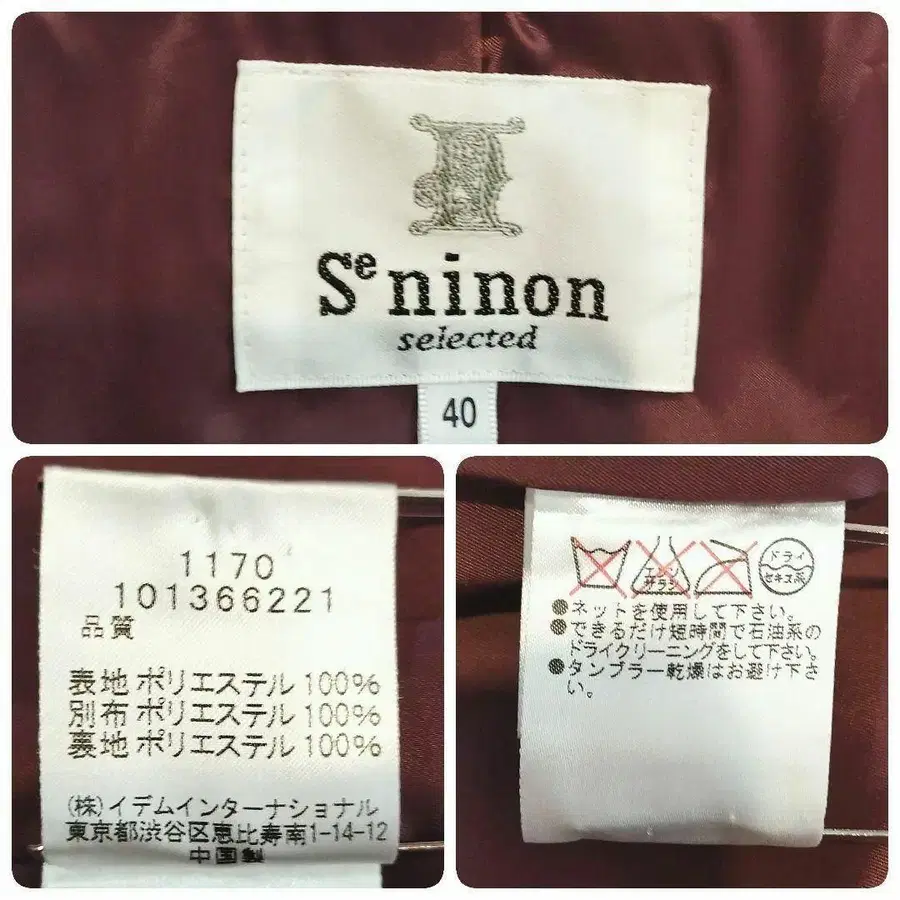 Se ninon
selected
40
1170
101366221
品質
表地 ポリエステル 100%
別布 ポリエステル 100%
裏地 ポリエステル 100%
(株)イデムインターナショナル
東京都渋谷区恵比寿南1-14-12
中国製
エンソ
サラシ
ドライ
セキユ系
●ネットを使用して下さい。
●できるだけ短時間で石油系の
ドライクリーニングをして下さい。
●タンブラー乾燥はお避け下さ
い。